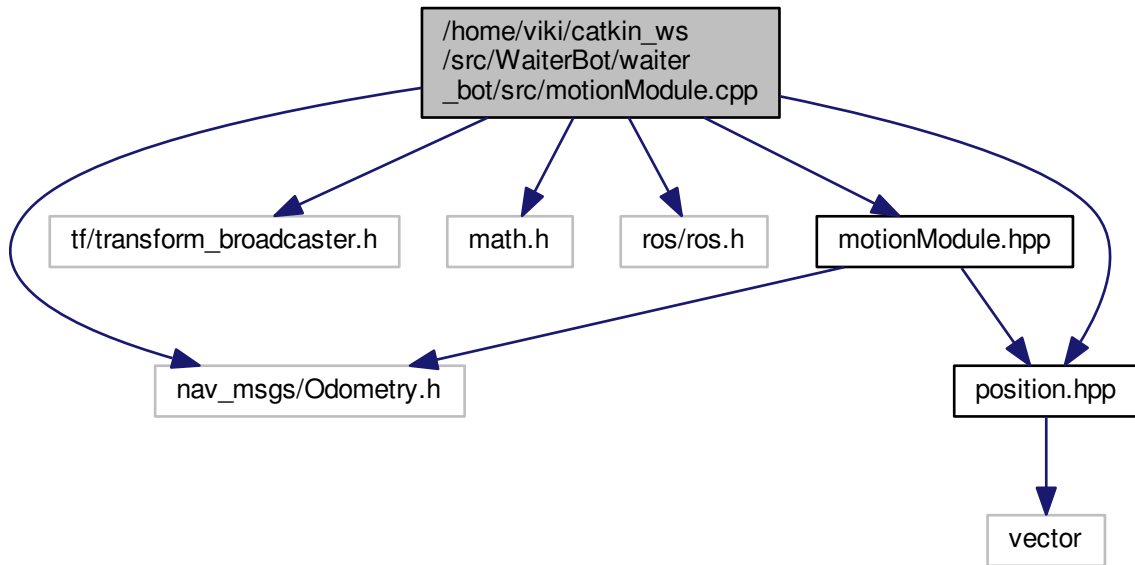 /home/viki/catkin_ws
/src/WaiterBot/waiter
_bot/src/motionModule.cpp
tf/transform_broadcaster.h
math.h
ros/ros.h
motionModule.hpp
nav_msgs/Odometry.h
position.hpp
vector